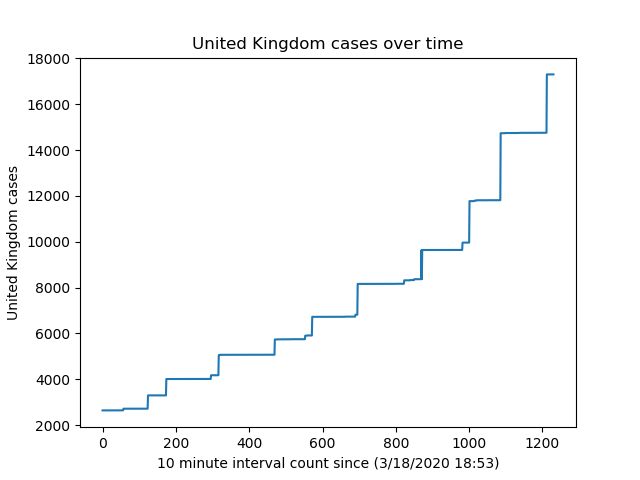 United Kingdom cases over time
18000
16000
14000
12000
10000
8000
6000
4000
2000
United Kingdom cases
0 200 400 600 800 1000 1200
10 minute interval count since (3/18/2020 18:53)